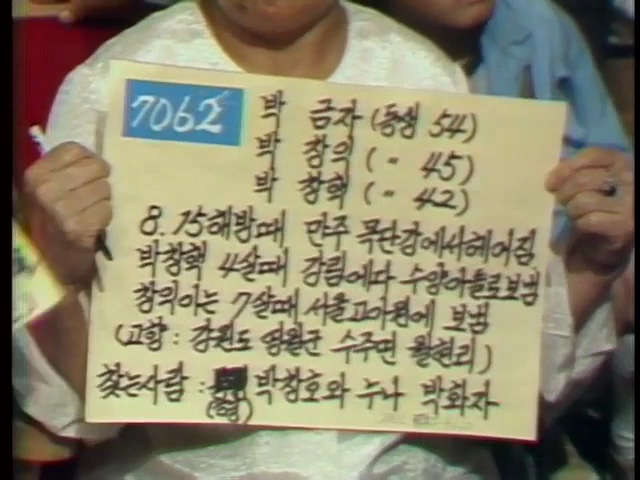 7062
박 금자 (동생 54)
박 창의 ( 〃 45)
박 창혁 ( 〃 42)
8.15해방때 만주 목단강에서헤어짐
박창혁 4살때 강림에다 수양아들로보냄
창의이는 7살때 서울고아원에 보냄
(고향 : 강원도 영월군 수주면 월현리)
찾는사람 : 박창호와 누나 박화자
(형)